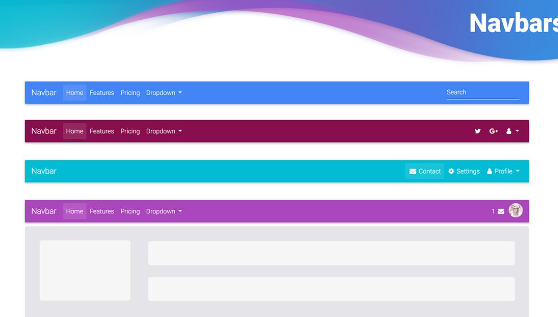 Navbars
Navbar Home Features Pricing Dropdown Search
Navbar Home Features Pricing Dropdown G+
Navbar Contact Settings Profile
Navbar Home Features Pricing Dropdown 1